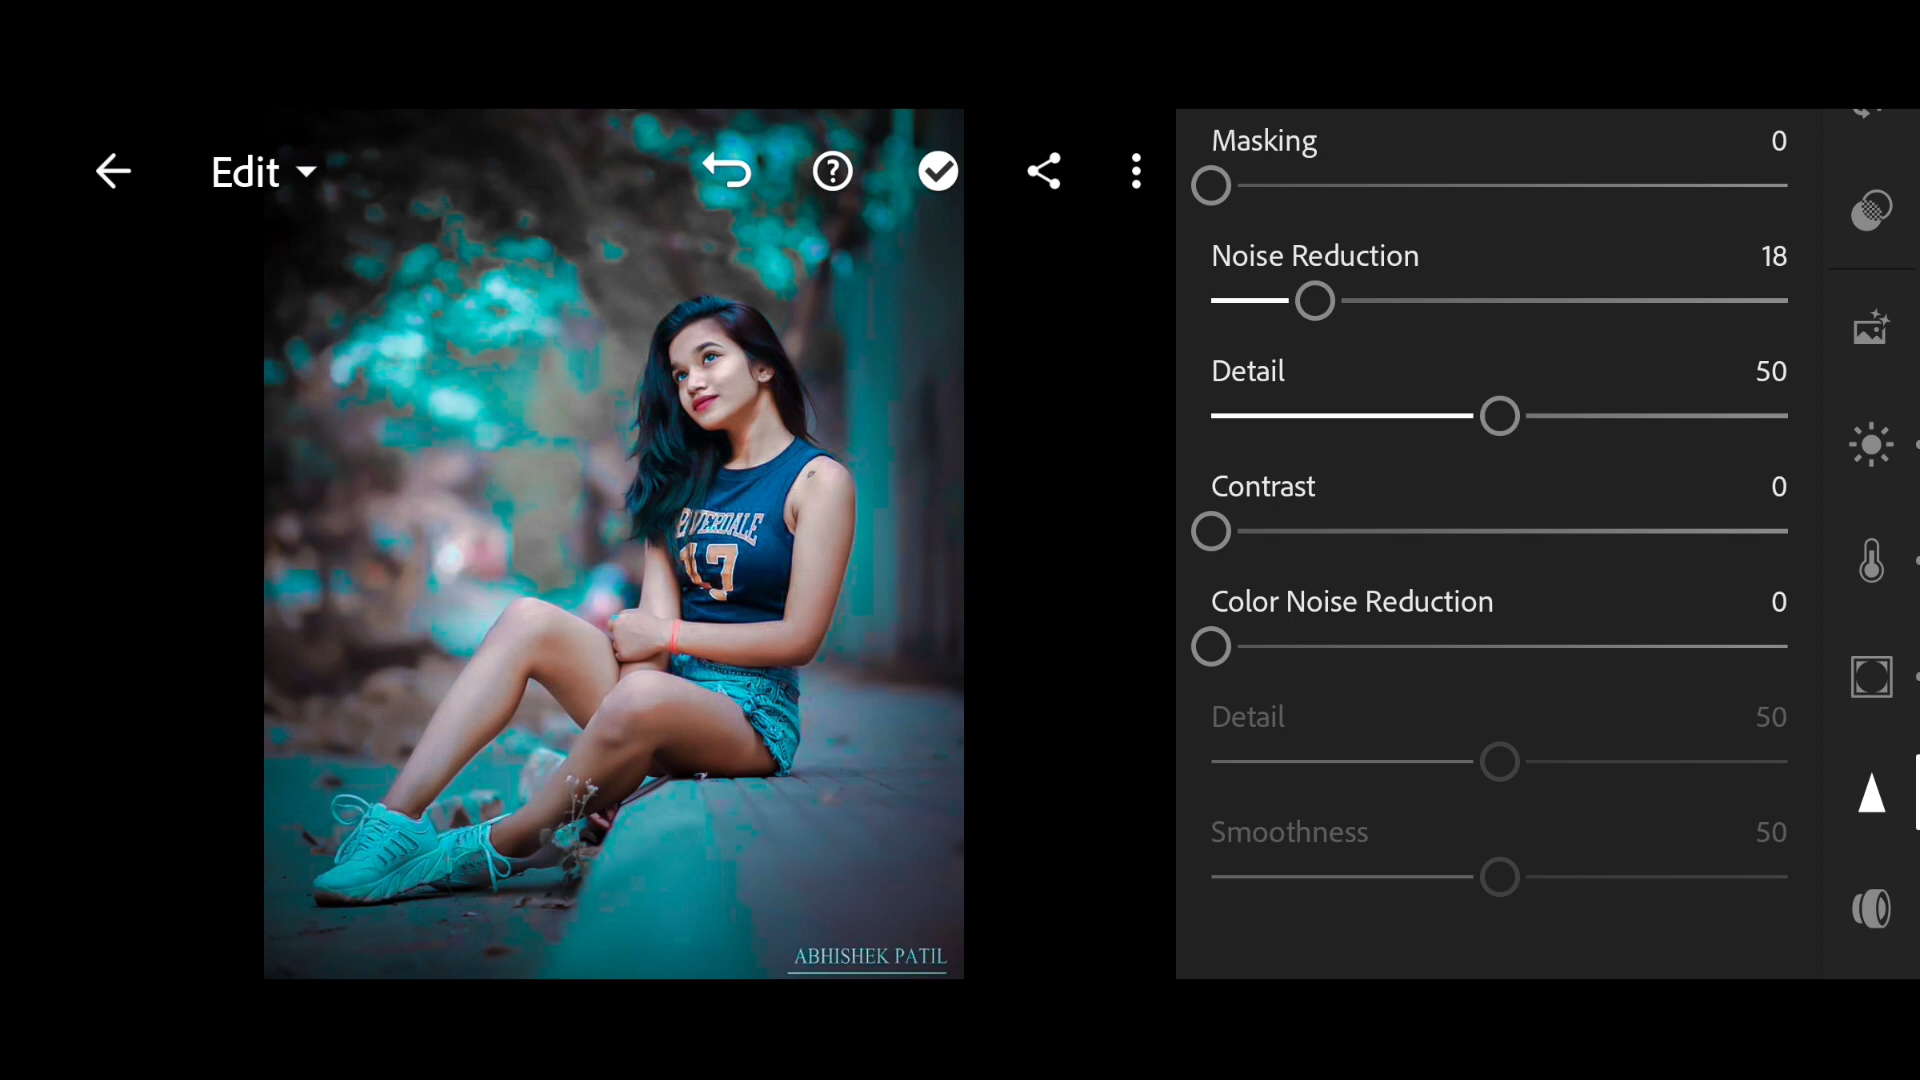 Edit
RIVERDALE
17
ABHISHEK PATIL
Masking 0
Noise Reduction 18
Detail 50
Contrast 0
Color Noise Reduction 0
Detail 50
Smoothness 50